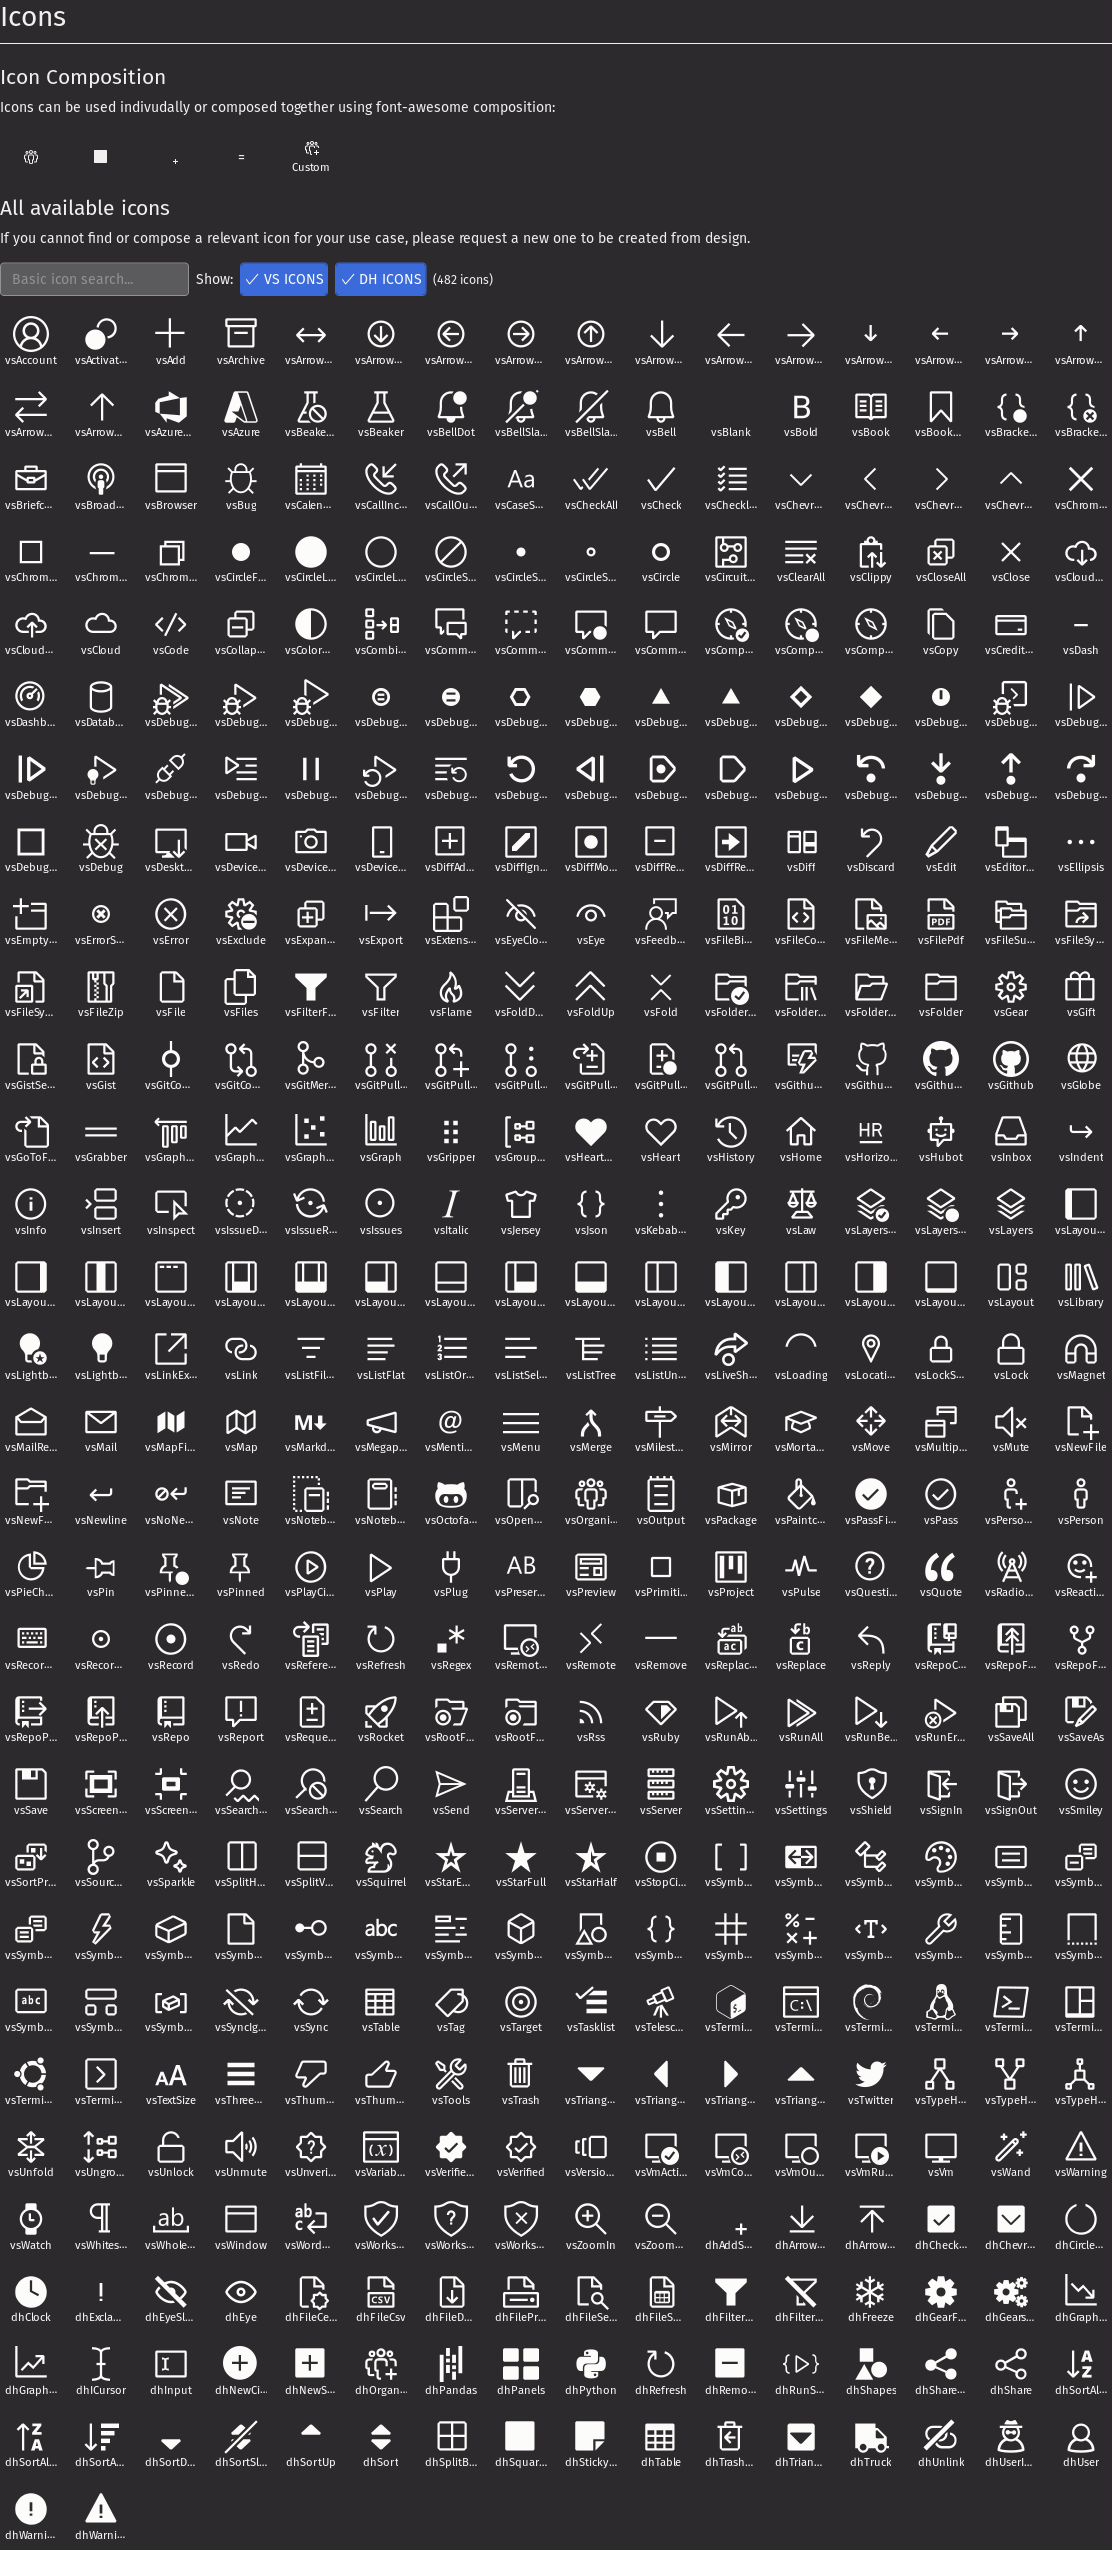 Icons
Icon Composition
Icons can be used indivudally or composed together using font-awesome composition:
+ = Custom
All available icons
If you cannot find or compose a relevant icon for your use case, please request a new one to be created from design.
Basic icon search... Show: VS ICONS DH ICONS (482 icons)
vsAccount vsActivat... vsAdd vsArchive vsArrow... vsArrow... vsArrow... vsArrow... vsArrow... vsArrow... vsArrow... vsArrow... vsArrow... vsArrow... vsArrow... vsArrow...
vsArrow... vsArrow... vsAzure... vsAzure vsBeake... vsBeaker vsBellDot vsBellSla... vsBellSla... vsBell vsBlank vsBold vsBook vsBook... vsBracke... vsBracke...
vsBriefc... vsBroad... vsBrowser vsBug vsCalen... vsCallInc... vsCallOu... vsCaseS... vsCheckAll vsCheck vsCheckl... vsChevr... vsChevr... vsChevr... vsChevr... vsChrom...
vsChrom... vsChrom... vsChrom... vsCircleF... vsCircleL... vsCircleL... vsCircleS... vsCircleS... vsCircleS... vsCircle vsCircuit... vsClearAll vsClippy vsCloseAll vsClose vsCloud...
vsCloud... vsCloud vsCode vsCollap... vsColor... vsCombi... vsComm... vsComm... vsComm... vsComm... vsComp... vsComp... vsComp... vsCopy vsCredit... vsDash
vsDashb... vsDatab... vsDebug... vsDebug... vsDebug... vsDebug... vsDebug... vsDebug... vsDebug... vsDebug... vsDebug... vsDebug... vsDebug... vsDebug... vsDebug... vsDebug...
vsDebug... vsDebug... vsDebug... vsDebug... vsDebug... vsDebug... vsDebug... vsDebug... vsDebug... vsDebug... vsDebug... vsDebug... vsDebug... vsDebug... vsDebug... vsDebug...
vsDebug... vsDebug vsDeskt... vsDevice... vsDevice... vsDevice... vsDiffAd... vsDiffIgn... vsDiffMo... vsDiffRe... vsDiffRe... vsDiff vsDiscard vsEdit vsEditor... vsEllipsis
vsEmpty... vsErrorS... vsError vsExclude vsExpan... vsExport vsExtens... vsEyeClo... vsEye vsFeedb... vsFileBi... vsFileCo... vsFileMe... vsFilePdf vsFileSu... vsFileSy...
vsFileSy... vsFileZip vsFile vsFiles vsFilterF... vsFilter vsFlame vsFoldD... vsFoldUp vsFold vsFolder... vsFolder... vsFolder... vsFolder vsGear vsGift
vsGistSe... vsGist vsGitCo... vsGitCo... vsGitMer... vsGitPull... vsGitPull... vsGitPull... vsGitPull... vsGitPull... vsGitPull... vsGithu... vsGithu... vsGithu... vsGithub vsGlobe
vsGoToF... vsGrabber vsGraph... vsGraph... vsGraph... vsGraph vsGripper vsGroup... vsHeart... vsHeart vsHistory vsHome vsHorizo... vsHubot vsInbox vsIndent
vsInfo vsInsert vsInspect vsIssueD... vsIssueR... vsIssues vsItalic vsJersey vsJson vsKebab... vsKey vsLaw vsLayers... vsLayers... vsLayers vsLayou...
vsLayou... vsLayou... vsLayou... vsLayou... vsLayou... vsLayou... vsLayou... vsLayou... vsLayou... vsLayou... vsLayou... vsLayou... vsLayou... vsLayou... vsLayout vsLibrary
vsLightb... vsLightb... vsLinkEx... vsLink vsListFil... vsListFlat vsListOr... vsListSel... vsListTree vsListUn... vsLiveSh... vsLoading vsLocati... vsLockS... vsLock vsMagnet
vsMailRe... vsMail vsMapFi... vsMap vsMarkd... vsMegap... vsMenti... vsMenu vsMerge vsMilest... vsMirror vsMorta... vsMove vsMultip... vsMute vsNewFile
vsNewF... vsNewline vsNoNe... vsNote vsNoteb... vsNoteb... vsOctofa... vsOpen... vsOrgani... vsOutput vsPackage vsPaintc... vsPassFi... vsPass vsPerso... vsPerson
vsPieCh... vsPin vsPinne... vsPinned vsPlayCi... vsPlay vsPlug vsPreser... vsPreview vsPrimiti... vsProject vsPulse vsQuesti... vsQuote vsRadio... vsReacti...
vsRecor... vsRecor... vsRecord vsRedo vsRefere... vsRefresh vsRegex vsRemot... vsRemote vsRemove vsReplac... vsReplace vsReply vsRepoC... vsRepoF... vsRepoF...
vsRepoP... vsRepoP... vsRepo vsReport vsReque... vsRocket vsRootF... vsRootF... vsRss vsRuby vsRunAb... vsRunAll vsRunBe... vsRunEr... vsSaveAll vsSaveAs
vsSave vsScreen... vsScreen... vsSearch... vsSearch... vsSearch vsSend vsServer... vsServer... vsServer vsSettin... vsSettings vsShield vsSignIn vsSignOut vsSmiley
vsSortPr... vsSourc... vsSparkle vsSplitH... vsSplitV... vsSquirrel vsStarE... vsStarFull vsStarHalf vsStopCi... vsSymb... vsSymb... vsSymb... vsSymb... vsSymb... vsSymb...
vsSymb... vsSymb... vsSymb... vsSymb... vsSymb... vsSymb... vsSymb... vsSymb... vsSymb... vsSymb... vsSymb... vsSymb... vsSymb... vsSymb... vsSymb... vsSymb...
vsSymb... vsSymb... vsSymb... vsSyncIg... vsSync vsTable vsTag vsTarget vsTasklist vsTelesc... vsTermi... vsTermi... vsTermi... vsTermi... vsTermi... vsTermi...
vsTermi... vsTermi... vsTextSize vsThree... vsThum... vsThum... vsTools vsTrash vsTriang... vsTriang... vsTriang... vsTriang... vsTwitter vsTypeH... vsTypeH... vsTypeH...
vsUnfold vsUngro... vsUnlock vsUnmute vsUnveri... vsVariab... vsVerifie... vsVerified vsVersio... vsVmActi... vsVmCo... vsVmOu... vsVmRu... vsVm vsWand vsWarning
vsWatch vsWhites... vsWhole... vsWindow vsWord... vsWorks... vsWorks... vsWorks... vsZoomIn vsZoom... dhAddS... dhArrow... dhArrow... dhCheck... dhChevr... dhCircle...
dhClock dhExcla... dhEyeSl... dhEye dhFileCe... dhFileCsv dhFileD... dhFilePr... dhFileSe... dhFileS... dhFilter... dhFilter... dhFreeze dhGearF... dhGears... dhGraph...
dhGraph... dhICursor dhInput dhNewCi... dhNewS... dhOrgan... dhPandas dhPanels dhPython dhRefresh dhRemo... dhRunS... dhShapes dhShare... dhShare dhSortAl...
dhSortAl... dhSortA... dhSortD... dhSortSl... dhSortUp dhSort dhSplitB... dhSquar... dhSticky... dhTable dhTrash... dhTrian... dhTruck dhUnlink dhUserI... dhUser
dhWarni... dhWarni...